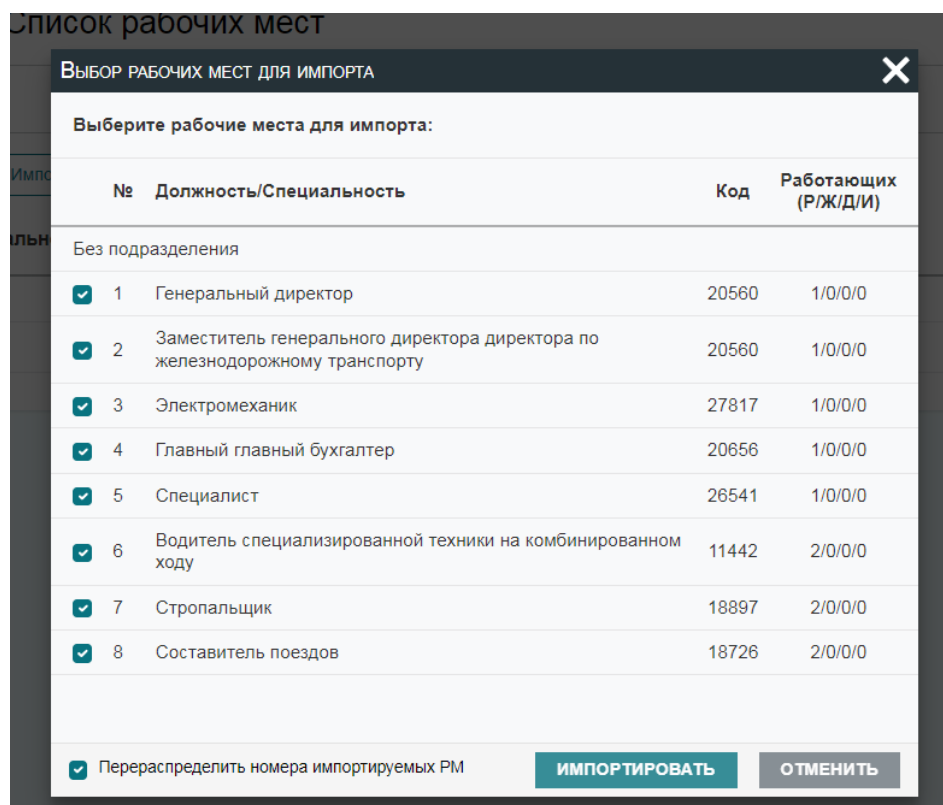 Список рабочих мест
Выбор рабочих мест для импорта
Выберите рабочие места для импорта:
Импо
№ Должность/Специальность Код Работающих
(Р/Ж/Д/И)
альн
Без подразделения
1 Генеральный директор 20560 1/0/0/0
2 Заместитель генерального директора директора по
железнодорожному транспорту 20560 1/0/0/0
3 Электромеханик 27817 1/0/0/0
4 Главный главный бухгалтер 20656 1/0/0/0
5 Специалист 26541 1/0/0/0
6 Водитель специализированной техники на комбинированном
ходу 11442 2/0/0/0
7 Стропальщик 18897 2/0/0/0
8 Составитель поездов 18726 2/0/0/0
Перераспределить номера импортируемых РМ ИМПОРТИРОВАТЬ ОТМЕНИТЬ